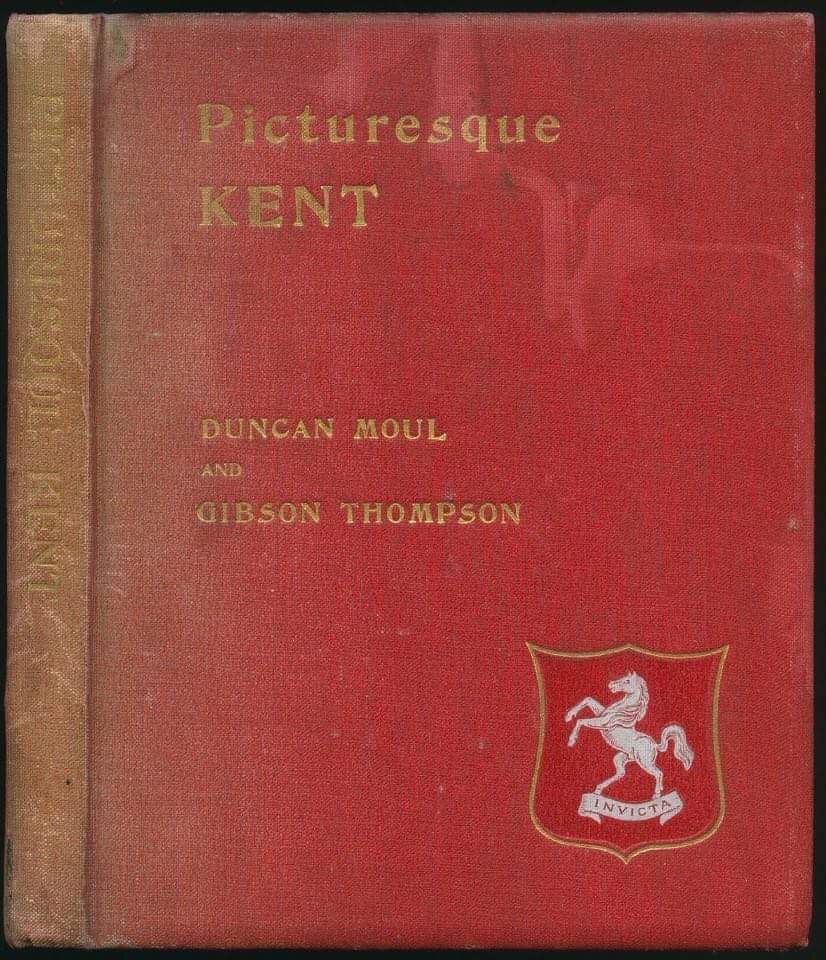 PICTURESQUE KENT
Picturesque
KENT
DUNCAN MOUL
AND
GIBSON THOMPSON
INVICTA